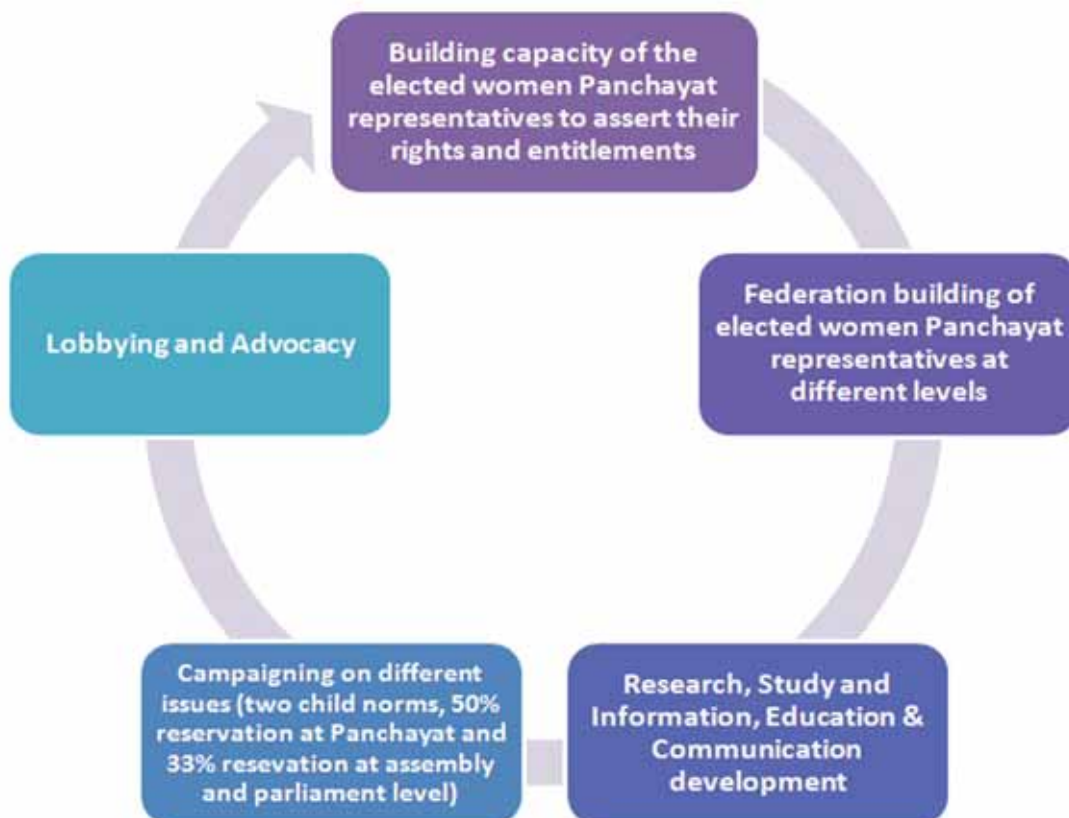 Building capacity of the
elected women Panchayat
representatives to assert their
rights and entitlements
Federation building of
elected women Panchayat
representatives at
different levels
Research, Study and
Information, Education &
Communication
development
Campaigning on different
issues (two child norms, 50%
reservation at Panchayat and
33% resevation at assembly
and parliament level)
Lobbying and Advocacy